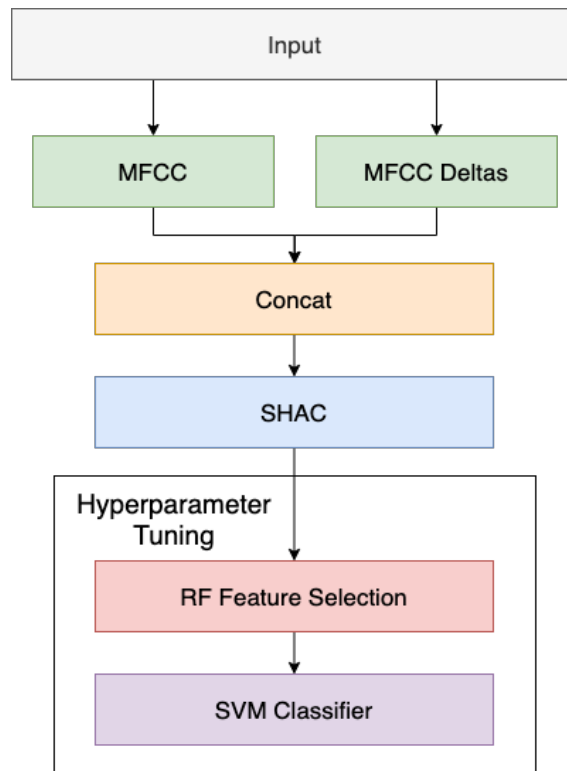 Input
MFCC
MFCC Deltas
Concat
SHAC
Hyperparameter
Tuning
RF Feature Selection
SVM Classifier